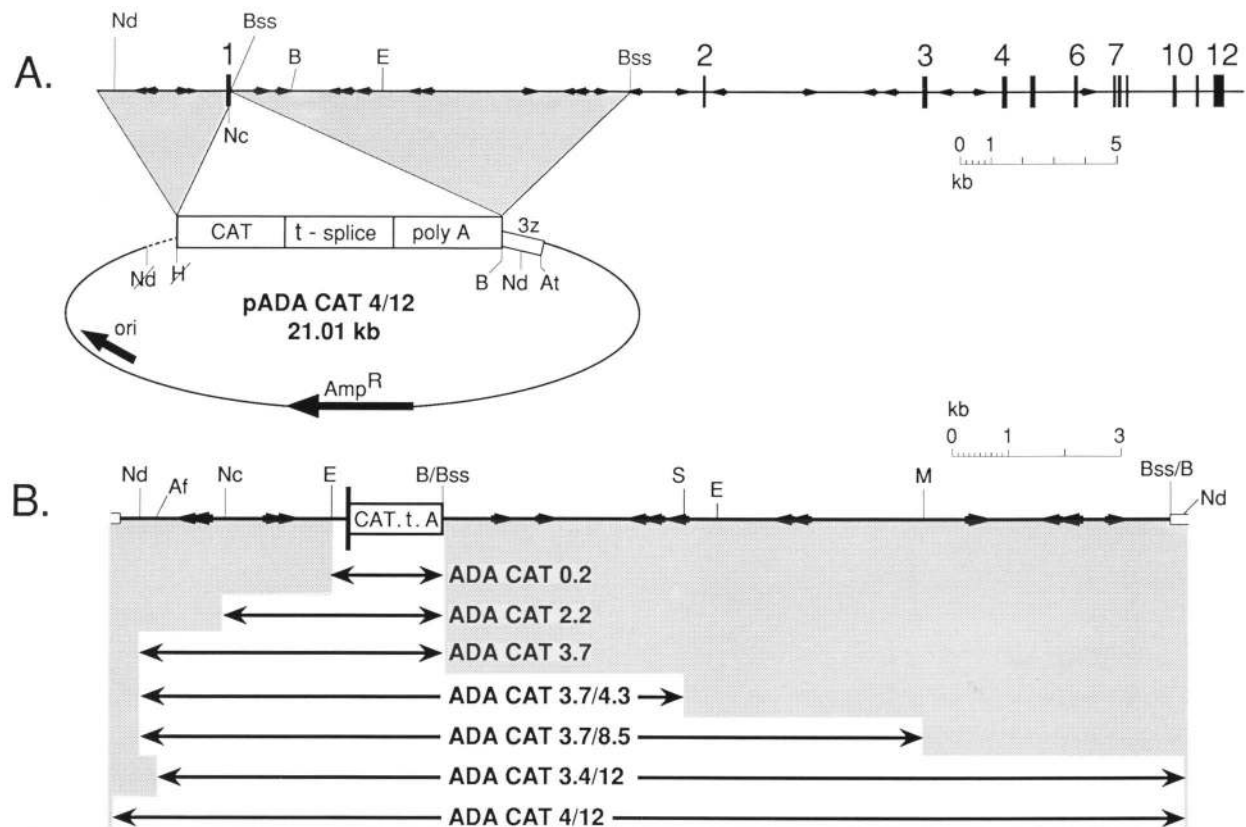 A.
Nd 1 Bss B E Bss 2 3 4 6 7 10 12
Nc
0 1 5
kb
CAT t - splice poly A 3z
Nd H B Nd At
pADA CAT 4/12
21.01 kb
ori
Amp R
kb
0 1 3
B.
Nd Af Nc E B/Bss S E M Bss/B Nd
CAT. t. A
ADA CAT 0.2
ADA CAT 2.2
ADA CAT 3.7
ADA CAT 3.7/4.3
ADA CAT 3.7/8.5
ADA CAT 3.4/12
ADA CAT 4/12